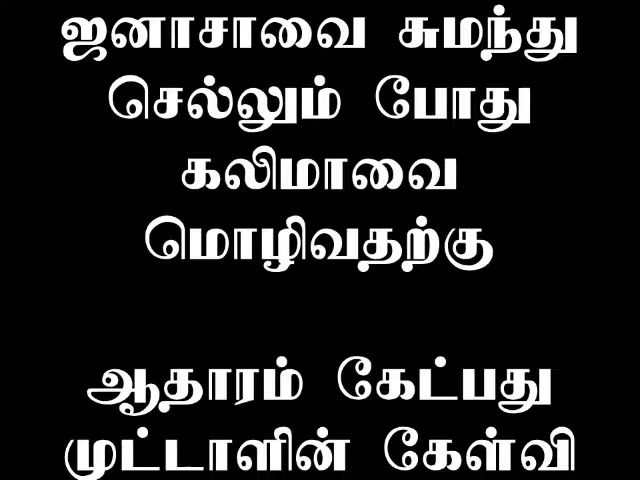 ஜனாசாவை சுமந்து
செல்லும் போது
கலிமாவை
மொழிவதற்கு
ஆதாரம் கேட்பது
முட்டாளின் கேள்வி